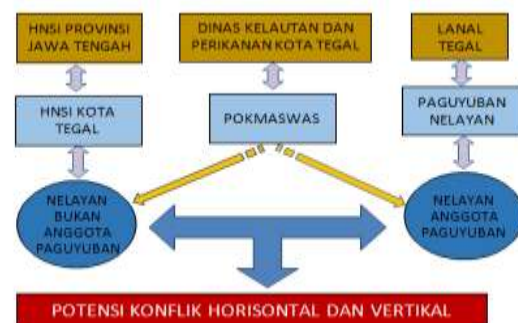 HNSI PROVINSI
JAWA TENGAH
DINAS KELAUTAN DAN
PERIKANAN KOTA TEGAL
LANAL
TEGAL
HNSI KOTA
TEGAL
POKMASWAS
PAGUYUBAN
NELAYAN
NELAYAN
BUKAN
ANGGOTA
PAGUYUBAN
NELAYAN
ANGGOTA
PAGUYUBAN
POTENSI KONFLIK HORISONTAL DAN VERTIKAL